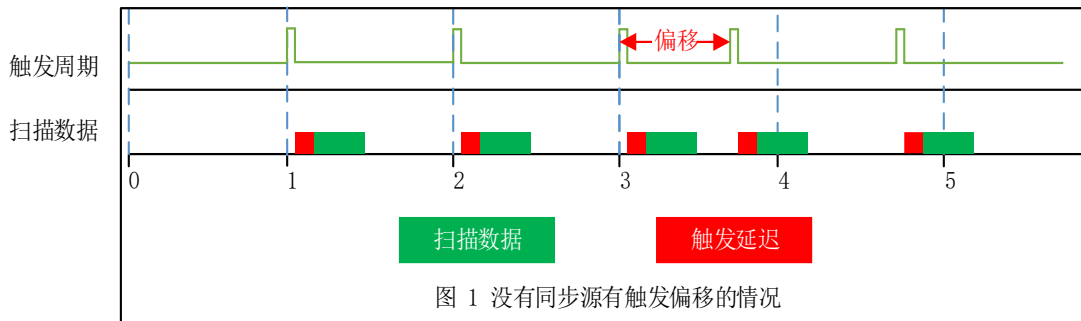 偏移
触发周期
扫描数据
0 1 2 3 4 5
扫描数据 触发延迟
图 1 没有同步源有触发偏移的情况